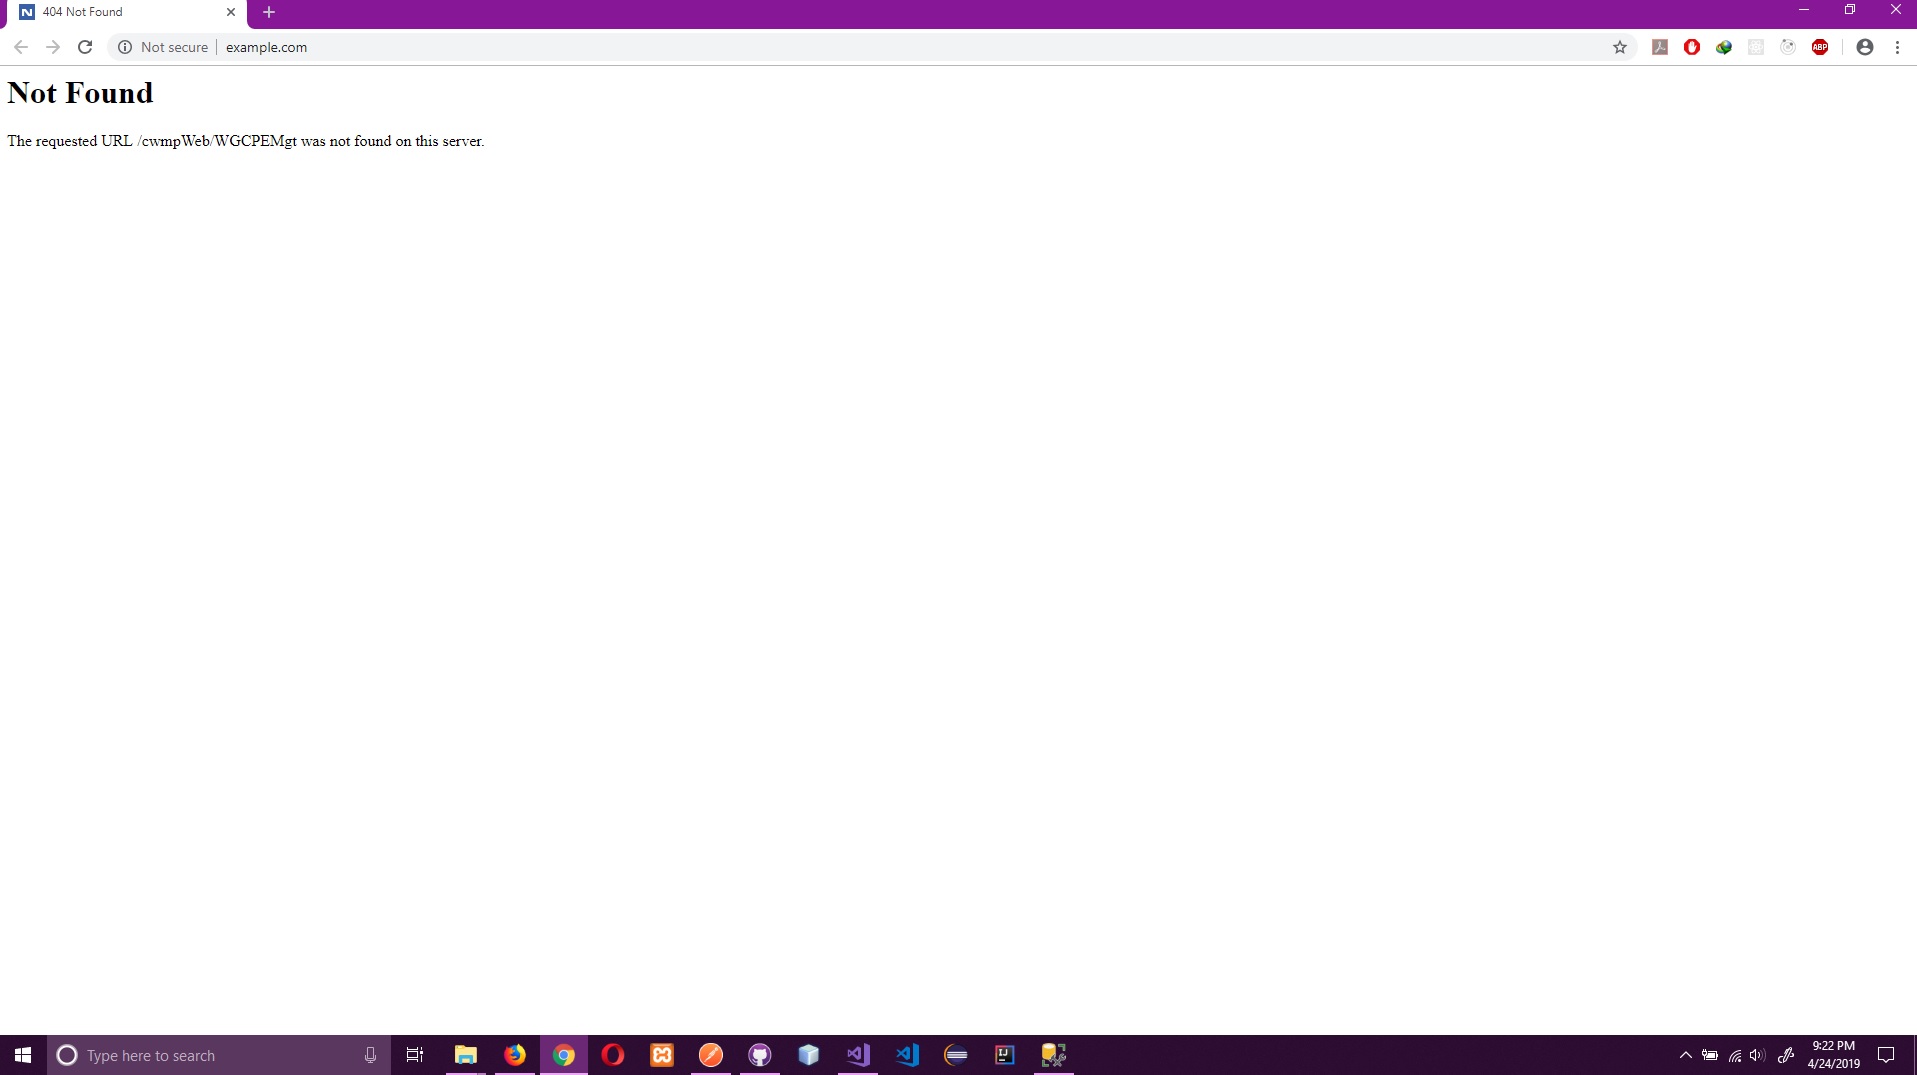 404 Not Found
Not secure
example.com
ABP
Not Found
The requested URL /cwmpWeb/WGCPEMgt was not found on this server.
Type here to search
IJ
9:22 PM
4/24/2019